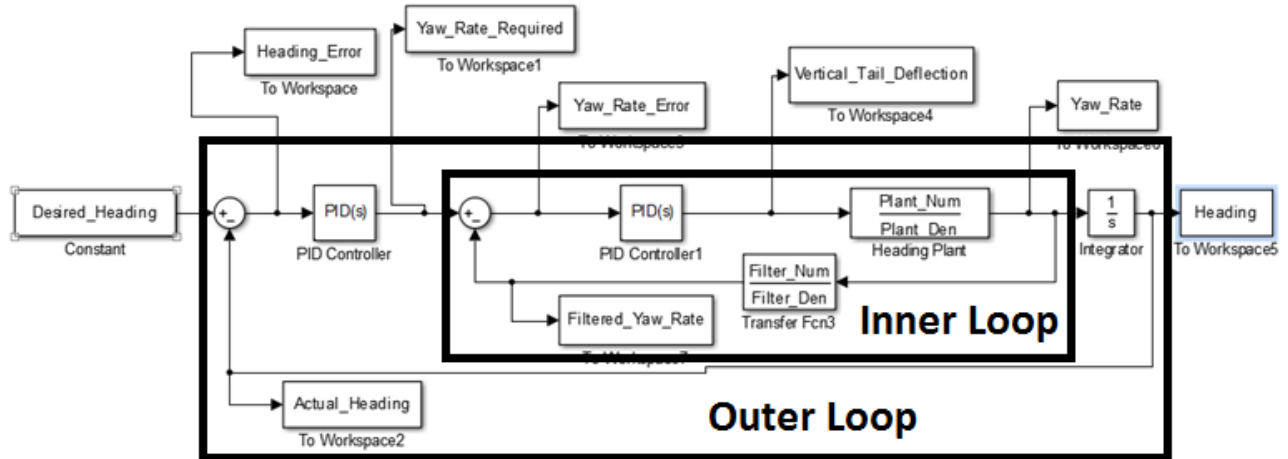 Yaw_Rate_Required
To Workspace1
Heading_Error
To Workspace
Vertical_Tail_Deflection
To Workspace4
Yaw_Rate_Error
Yaw_Rate
Desired_Heading
Constant
+_
PID(s)
PID Controller
+_
PID(s)
PID Controller1
Plant_Num
Plant_Den
Heading Plant
1
s
Integrator
Heading
To Workspace5
Filter_Num
Filter_Den
Transfer Fcn3
Filtered_Yaw_Rate
To Workspace7
Inner Loop
Actual_Heading
To Workspace2
Outer Loop